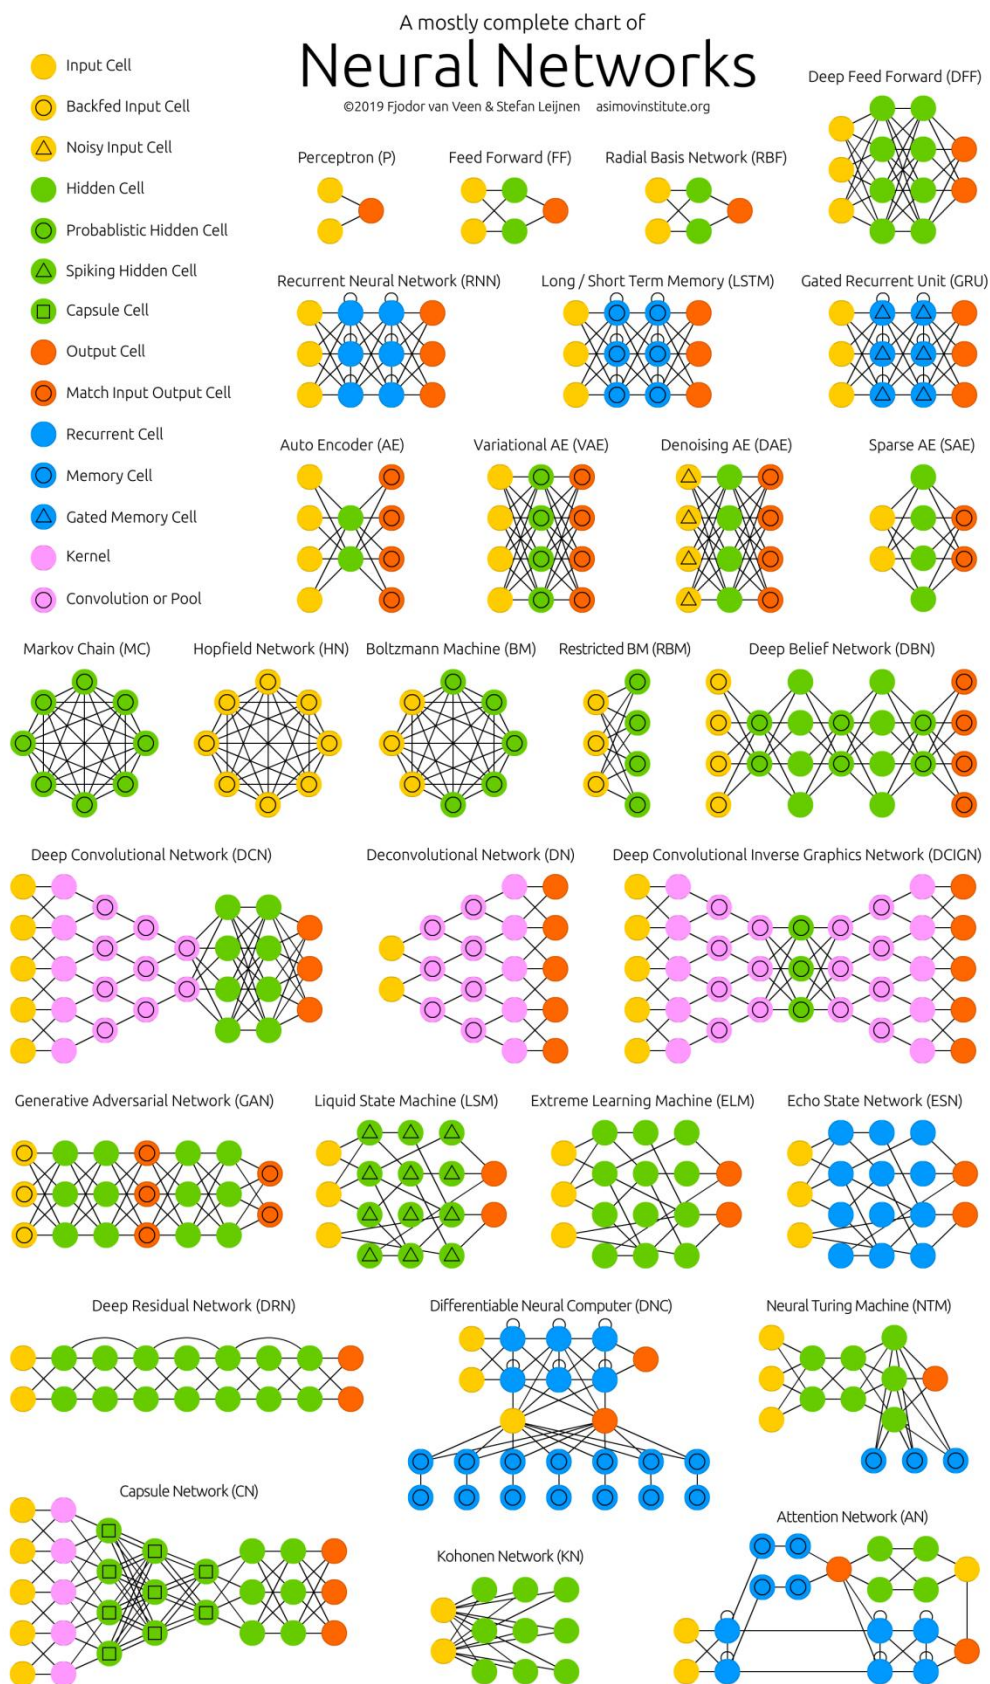 A mostly complete chart of
Neural Networks
©2019 Fjodor van Veen & Stefan Leijnen asimovinstitute.org
Input Cell
Backfed Input Cell
Noisy Input Cell
Hidden Cell
Probablistic Hidden Cell
Spiking Hidden Cell
Capsule Cell
Output Cell
Match Input Output Cell
Recurrent Cell
Memory Cell
Gated Memory Cell
Kernel
Convolution or Pool
Deep Feed Forward (DFF)
Perceptron (P)
Feed Forward (FF)
Radial Basis Network (RBF)
Recurrent Neural Network (RNN)
Long / Short Term Memory (LSTM)
Gated Recurrent Unit (GRU)
Auto Encoder (AE)
Variational AE (VAE)
Denoising AE (DAE)
Sparse AE (SAE)
Markov Chain (MC)
Hopfield Network (HN)
Boltzmann Machine (BM)
Restricted BM (RBM)
Deep Belief Network (DBN)
Deep Convolutional Network (DCN)
Deconvolutional Network (DN)
Deep Convolutional Inverse Graphics Network (DCIGN)
Generative Adversarial Network (GAN)
Liquid State Machine (LSM)
Extreme Learning Machine (ELM)
Echo State Network (ESN)
Deep Residual Network (DRN)
Differentiable Neural Computer (DNC)
Neural Turing Machine (NTM)
Capsule Network (CN)
Kohonen Network (KN)
Attention Network (AN)